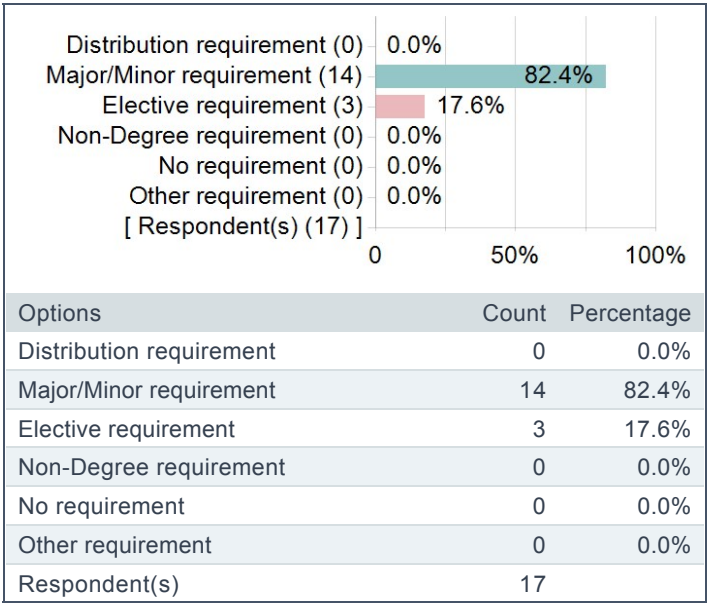 Distribution requirement (0) 0.0%
Major/Minor requirement (14) 82.4%
Elective requirement (3) 17.6%
Non-Degree requirement (0) 0.0%
No requirement (0) 0.0%
Other requirement (0) 0.0%
[ Respondent(s) (17) ]
0 50% 100%
Options Count Percentage
Distribution requirement 0 0.0%
Major/Minor requirement 14 82.4%
Elective requirement 3 17.6%
Non-Degree requirement 0 0.0%
No requirement 0 0.0%
Other requirement 0 0.0%
Respondent(s) 17